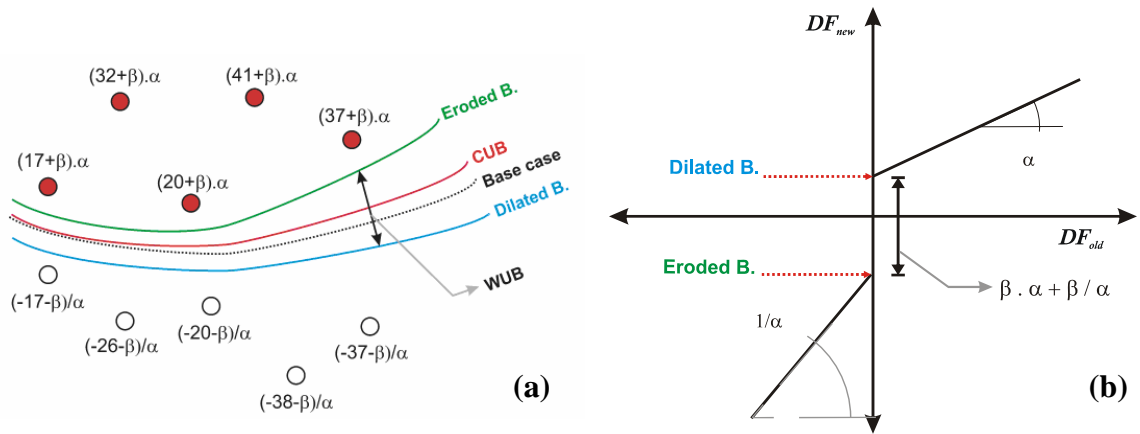 (32+β).α
(41+β).α
(37+β).α
Eroded B.
(17+β).α
(20+β).α
CUB
Base case
Dilated B.
WUB
(-17-β)/α
(-26-β)/α
(-20-β)/α
(-37-β)/α
(-38-β)/α
(a)
DFnew
α
Dilated B.
DFold
Eroded B.
β . α + β / α
1/α
(b)